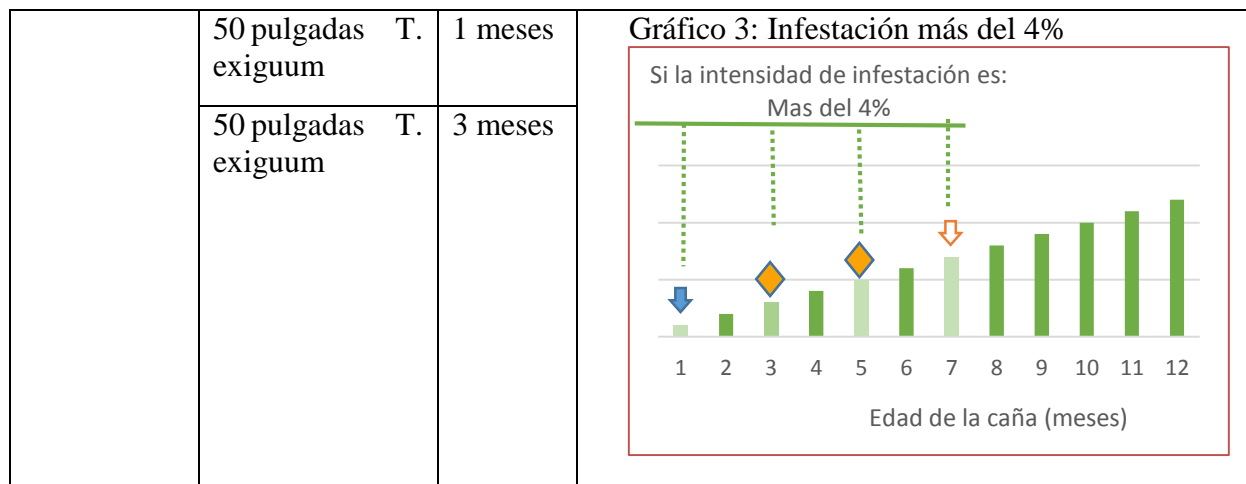 50 pulgadas T.
exiguum
1 meses
50 pulgadas T.
exiguum
3 meses
Gráfico 3: Infestación más del 4%
Si la intensidad de infestación es:
Mas del 4%
1 2 3 4 5 6 7 8 9 10 11 12
Edad de la caña (meses)